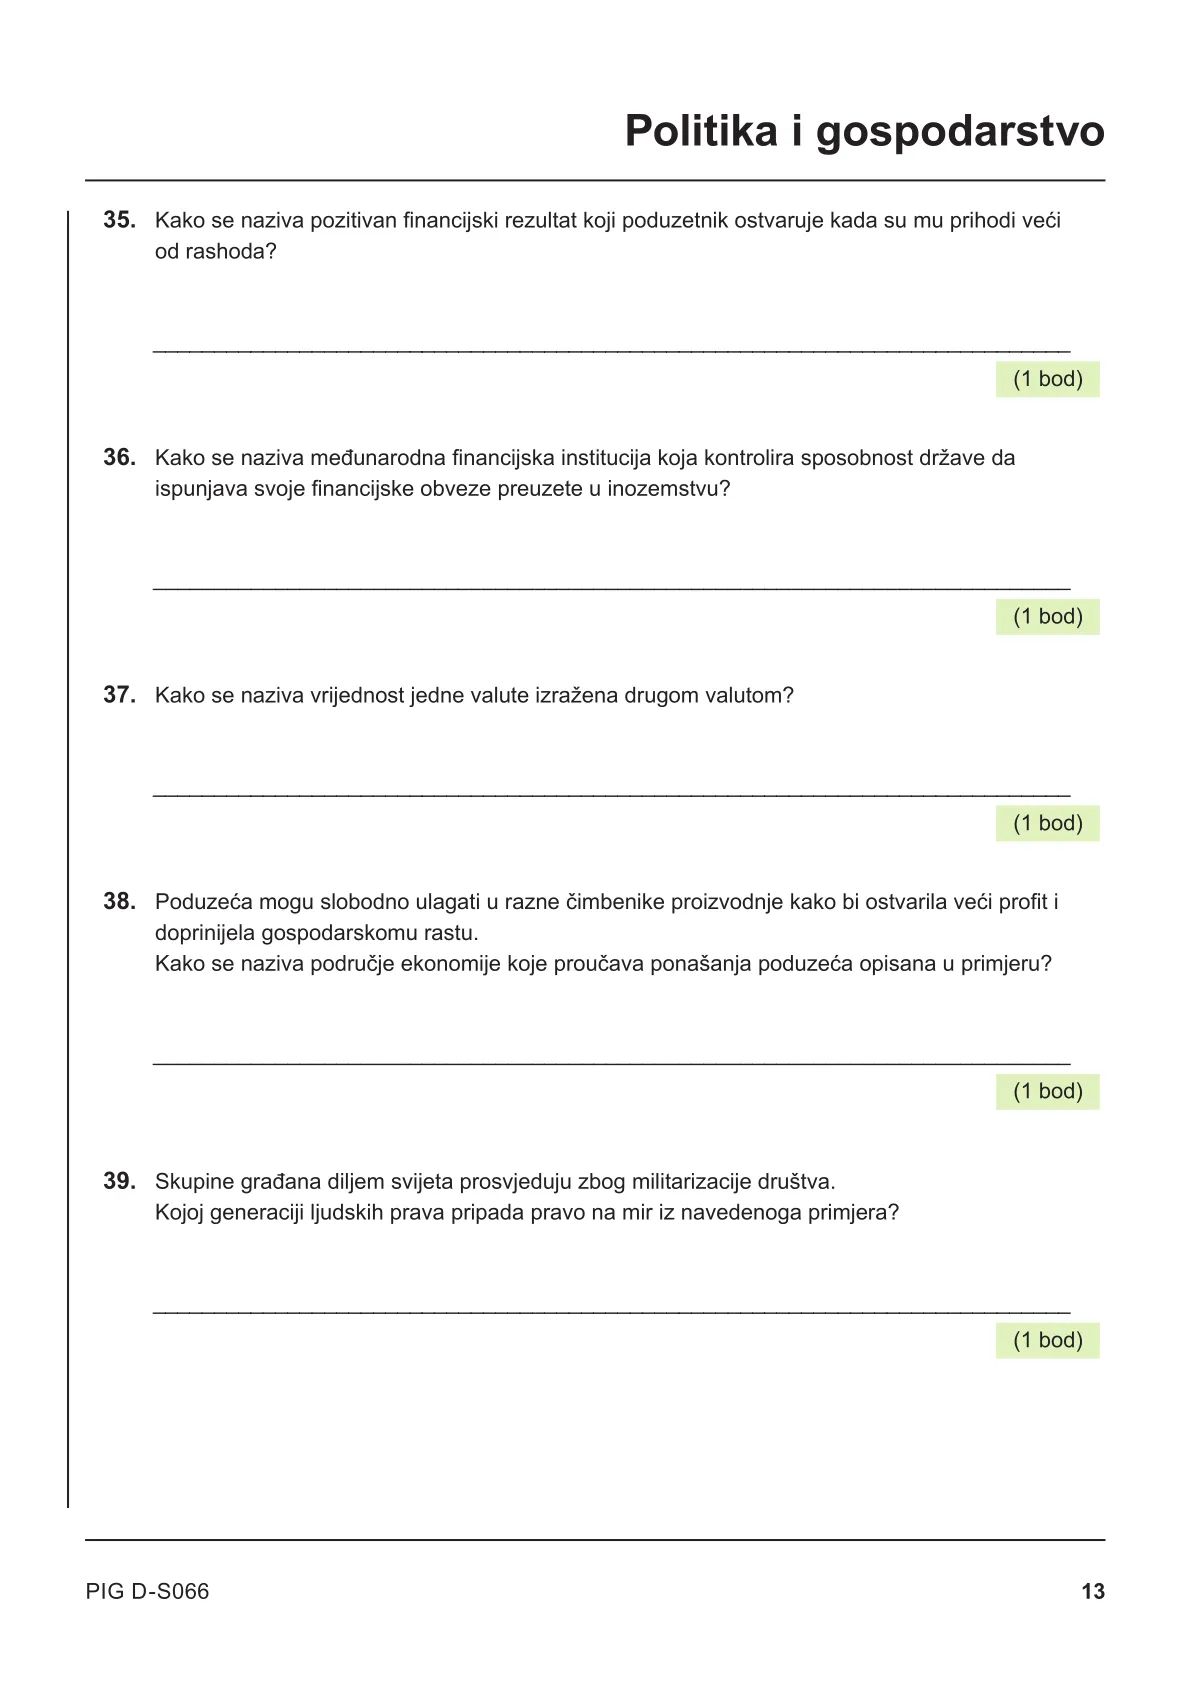 Politika i gospodarstvo
35. Kako se naziva pozitivan financijski rezultat koji poduzetnik ostvaruje kada su mu prihodi veći
od rashoda?
(1 bod)
36. Kako se naziva međunarodna financijska institucija koja kontrolira sposobnost države da
ispunjava svoje financijske obveze preuzete u inozemstvu?
(1 bod)
37. Kako se naziva vrijednost jedne valute izražena drugom valutom?
(1 bod)
38. Poduzeća mogu slobodno ulagati u razne čimbenike proizvodnje kako bi ostvarila veći profit i
doprinijela gospodarskomu rastu.
Kako se naziva područje ekonomije koje proučava ponašanja poduzeća opisana u primjeru?
(1 bod)
39. Skupine građana diljem svijeta prosvjeduju zbog militarizacije društva.
Kojoj generaciji ljudskih prava pripada pravo na mir iz navedenoga primjera?
(1 bod)
PIG D-S066
13